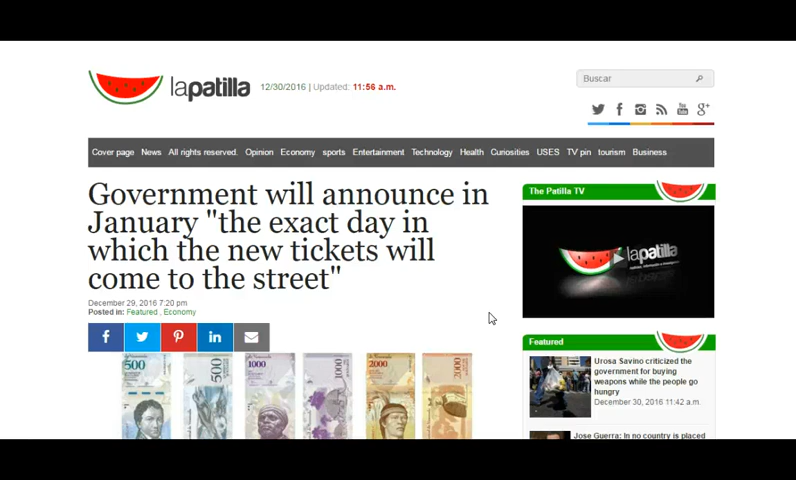 lapatilla
12/30/2016 | Updated: 11:56 a.m.
Buscar
Cover page News All rights reserved. Opinion Economy sports Entertainment Technology Health Curiosities USES TV pin tourism Business
Government will announce in
January "the exact day in
which the new tickets will
come to the street"
December 29, 2016 7:20 pm
Posted in: Featured , Economy
500 500 1000 1000 2000 2000
The Patilla TV
lapatilla
Featured
Urosa Savino criticized the
government for buying
weapons while the people go
hungry
December 30, 2016 11:42 a.m.
Jose Guerra: In no country is placed